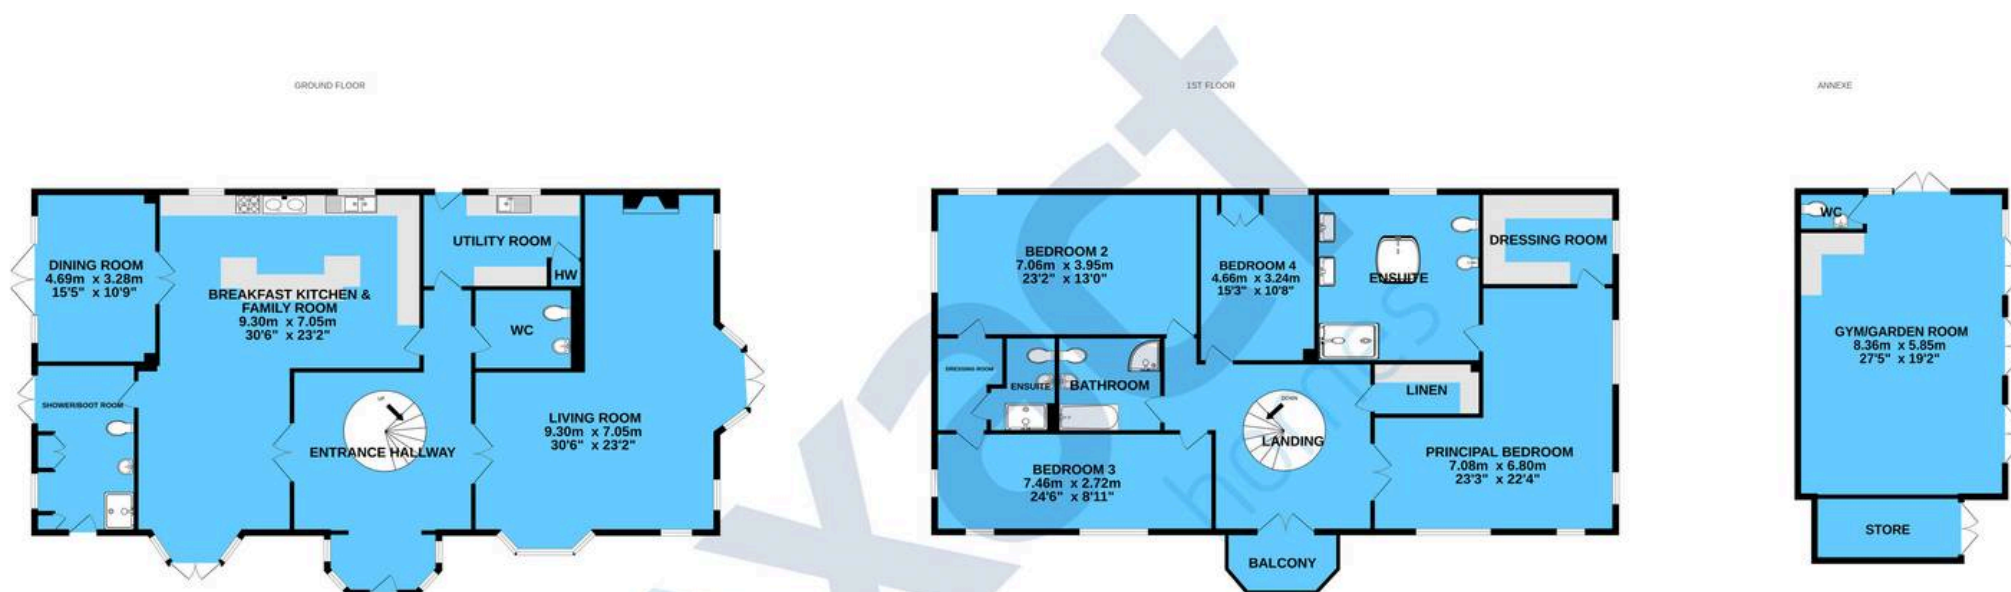 GROUND FLOOR
DINING ROOM
4.69m x 3.28m
15'5" x 10'9"
BREAKFAST KITCHEN &
FAMILY ROOM
9.30m x 7.05m
30'6" x 23'2"
UTILITY ROOM
HW
WC
SHOWER/BOOT ROOM
UP
ENTRANCE HALLWAY
LIVING ROOM
9.30m x 7.05m
30'6" x 23'2"
1ST FLOOR
BEDROOM 2
7.06m x 3.95m
23'2" x 13'0"
BEDROOM 4
4.66m x 3.24m
15'3" x 10'8"
ENSUITE
DRESSING ROOM
DRESSING ROOM
ENSUITE
BATHROOM
LINEN
DOWN
LANDING
BEDROOM 3
7.46m x 2.72m
24'6" x 8'11"
PRINCIPAL BEDROOM
7.08m x 6.80m
23'3" x 22'4"
BALCONY
ANNEXE
WC
GYM/GARDEN ROOM
8.36m x 5.85m
27'5" x 19'2"
STORE
homes